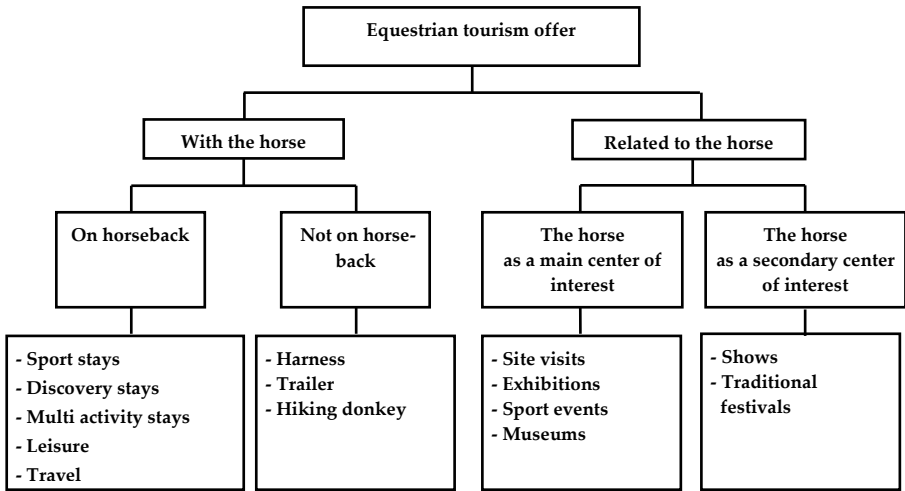 Equestrian tourism offer
With the horse
Related to the horse
On horseback
Not on horse-
back
The horse
as a main center of
interest
The horse
as a secondary center
of interest
- Sport stays
- Discovery stays
- Multi activity stays
- Leisure
- Travel
- Harness
- Trailer
- Hiking donkey
- Site visits
- Exhibitions
- Sport events
- Museums
- Shows
- Traditional
festivals